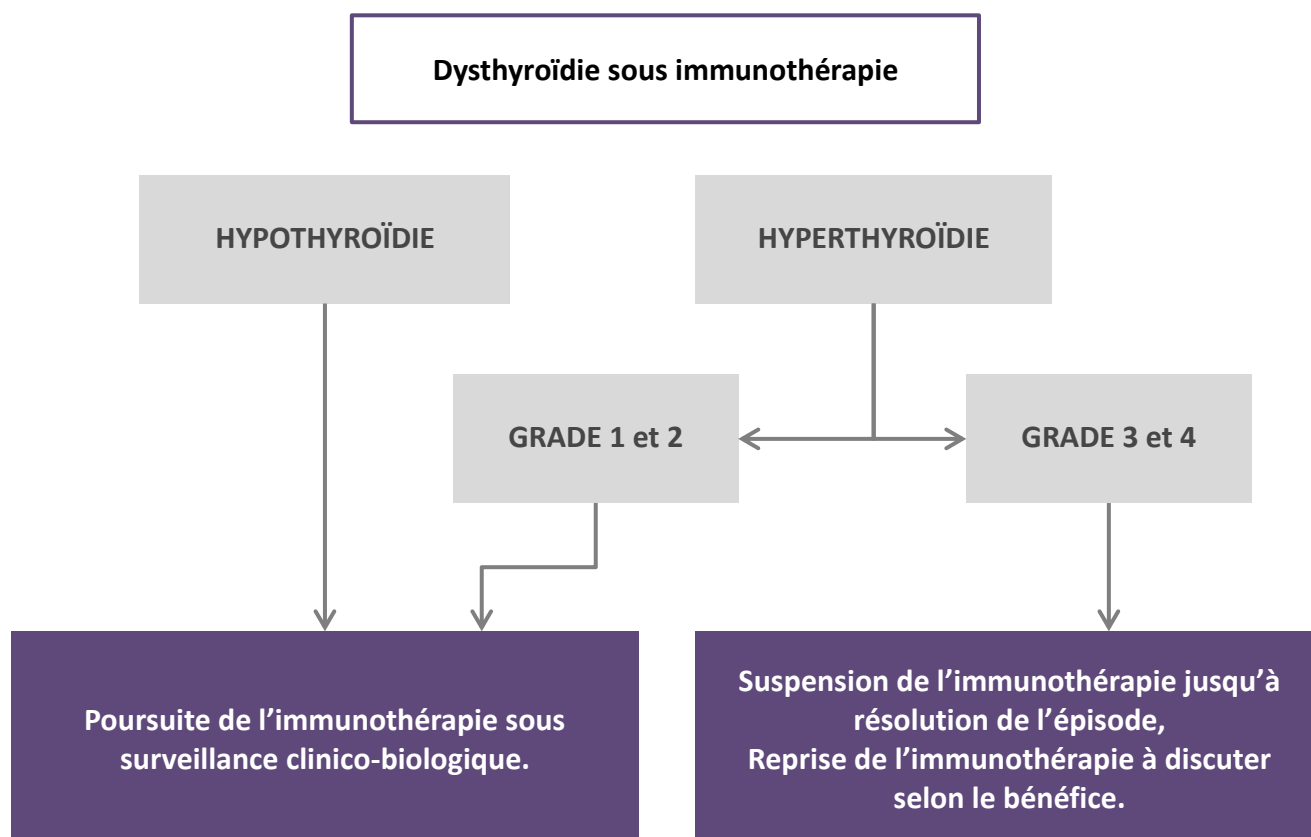 Dysthyroïdie sous immunothérapie
HYPOTHYROÏDIE
HYPERTHYROÏDIE
GRADE 1 et 2
GRADE 3 et 4
Poursuite de l’immunothérapie sous
surveillance clinico-biologique.
Suspension de l’immunothérapie jusqu’à
résolution de l’épisode,
Reprise de l’immunothérapie à discuter
selon le bénéfice.